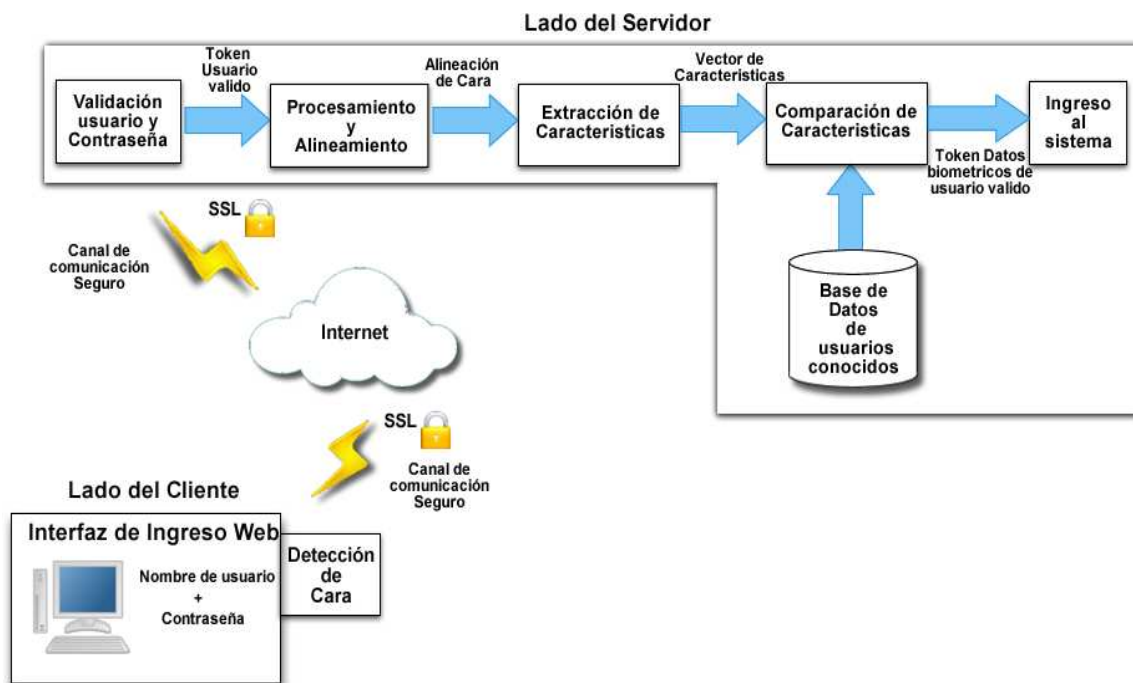 Lado del Servidor
Token
Usuario
valido
Alineación
de Cara
Vector de
Caracteristicas
Validación
usuario y
Contraseña
Procesamiento
y
Alineamiento
Extracción de
Caracteristicas
Comparación de
Caracteristicas
Ingreso
al
sistema
Token Datos
biometricos de
usuario valido
SSL
Canal de
comunicación
Seguro
Internet
Base de
Datos
de
usuarios
conocidos
SSL
Canal de
comunicación
Seguro
Lado del Cliente
Interfaz de Ingreso Web
Nombre de usuario
+
Contraseña
Detección
de
Cara